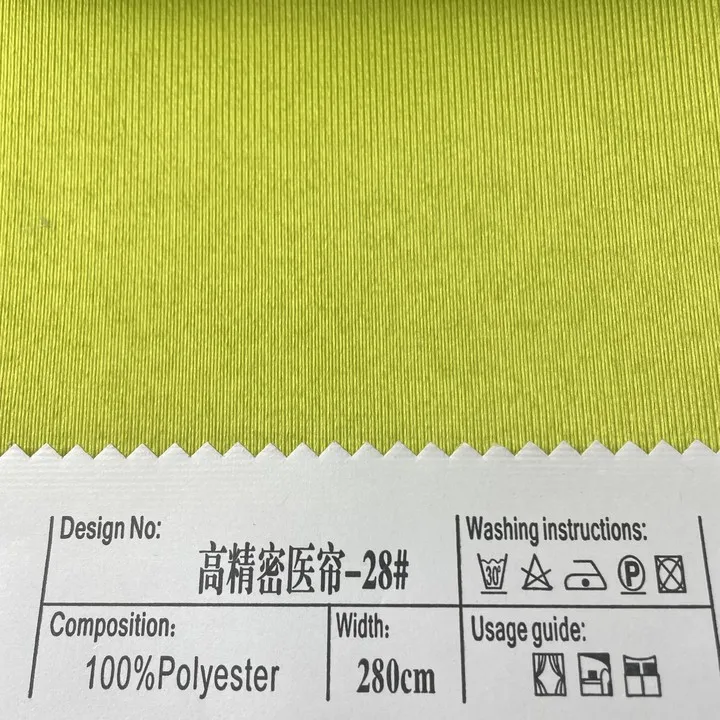 Design No:
高精密医帘-28#
Washing instructions:
30°
P
Composition:
100%Polyester
Width:
280cm
Usage guide: